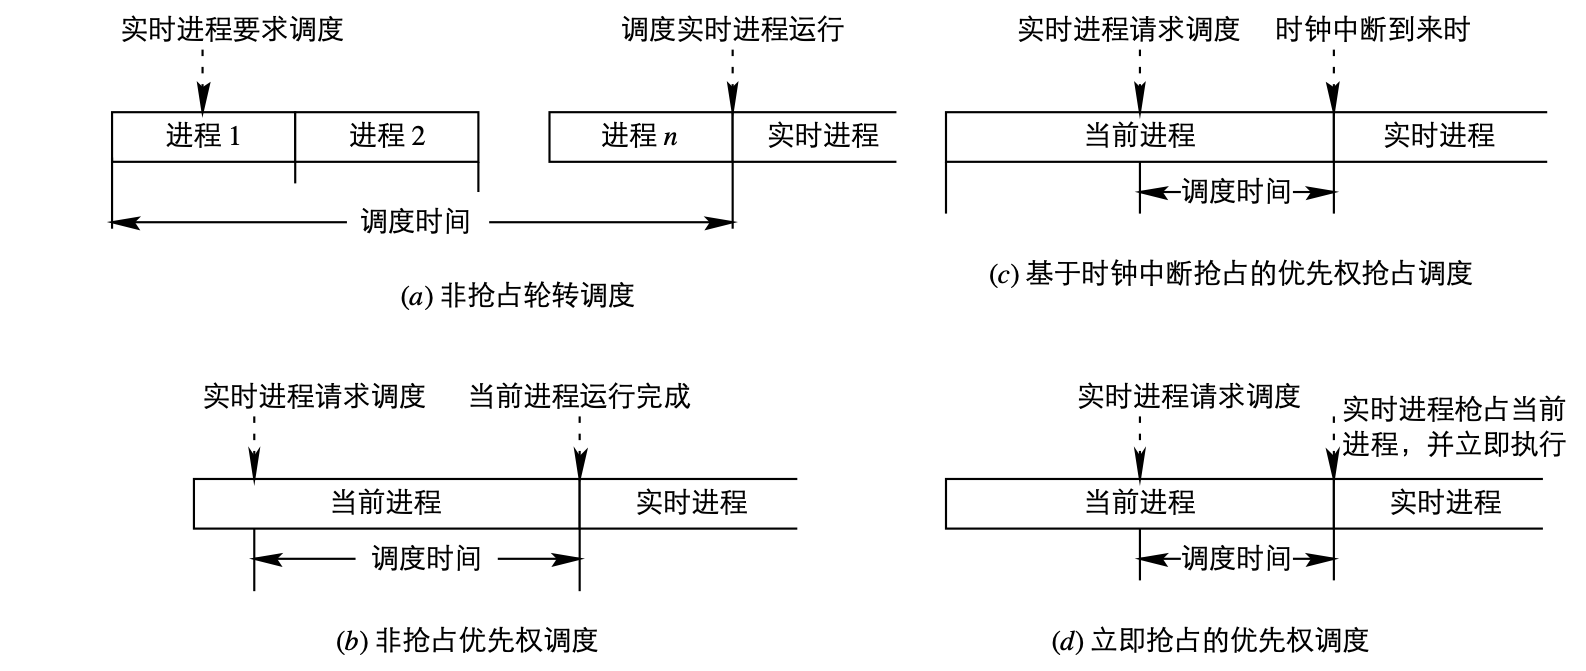 实时进程要求调度
调度实时进程运行
进程 1
进程 2
进程 n
实时进程
调度时间
(a) 非抢占轮转调度
实时进程请求调度
时钟中断到来时
当前进程
实时进程
调度时间
(c) 基于时钟中断抢占的优先权抢占调度
实时进程请求调度
当前进程运行完成
当前进程
实时进程
调度时间
(b) 非抢占优先权调度
实时进程请求调度
实时进程枪占当前
进程，并立即执行
当前进程
实时进程
调度时间
(d) 立即抢占的优先权调度